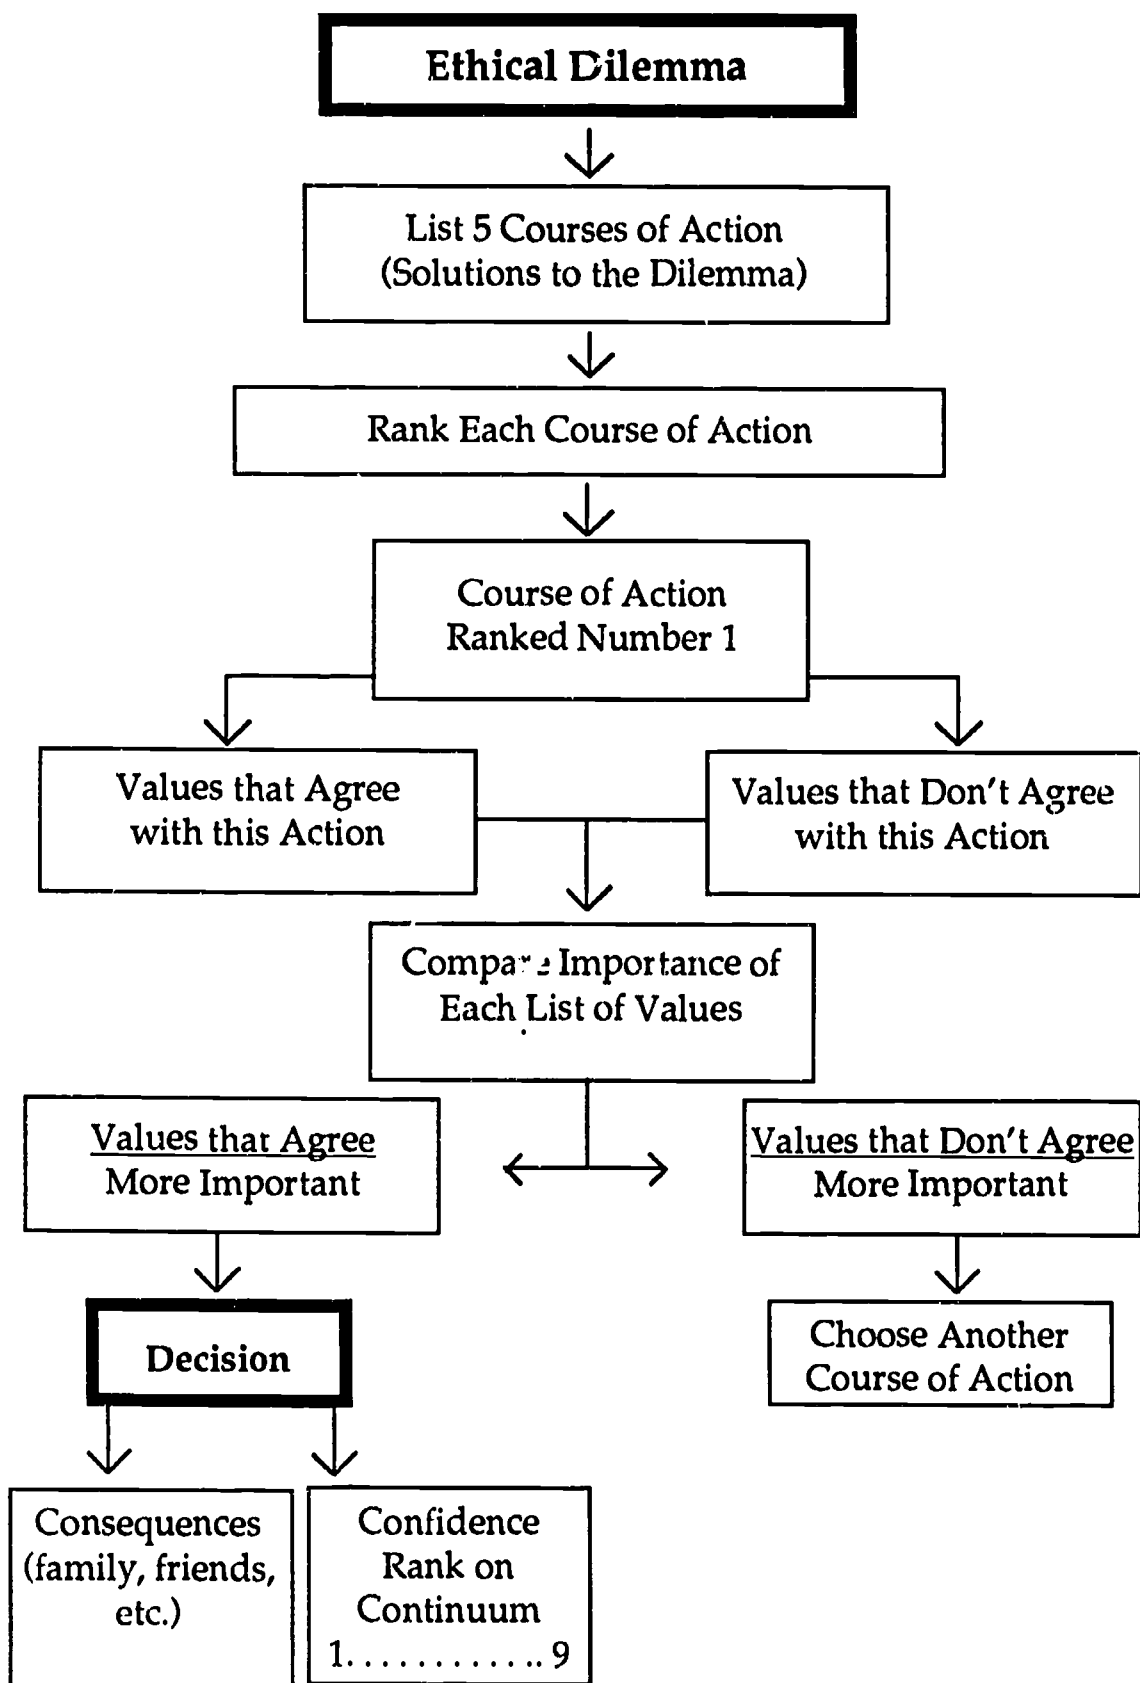 Ethical Dilemma
List 5 Courses of Action
(Solutions to the Dilemma)
Rank Each Course of Action
Course of Action
Ranked Number 1
Values that Agree
with this Action
Values that Don't Agree
with this Action
Compare Importance of
Each List of Values
Values that Agree
More Important
Values that Don't Agree
More Important
Decision
Choose Another
Course of Action
Consequences
(family, friends,
etc.)
Confidence
Rank on
Continuum
1. . . . . . . . . . . . 9